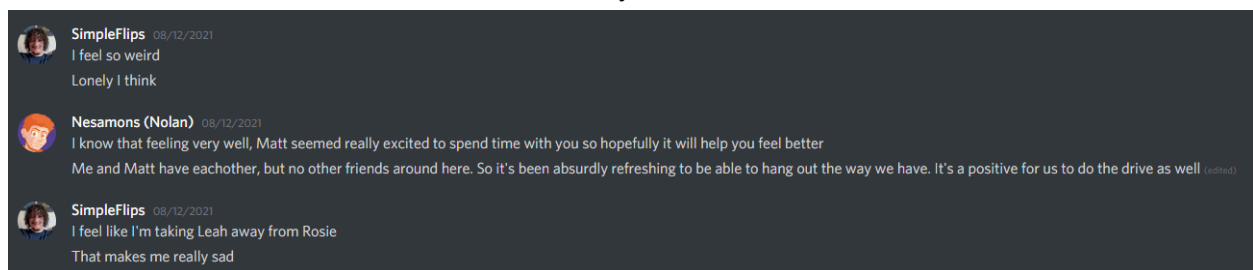 SimpleFlips 08/12/2021
I feel so weird
Lonely I think
Nesamons (Nolan) 08/12/2021
I know that feeling very well, Matt seemed really excited to spend time with you so hopefully it will help you feel better
Me and Matt have eachother, but no other friends around here. So it's been absurdly refreshing to be able to hang out the way we have. It's a positive for us to do the drive as well (edited)
SimpleFlips 08/12/2021
I feel like I'm taking Leah away from Rosie
That makes me really sad